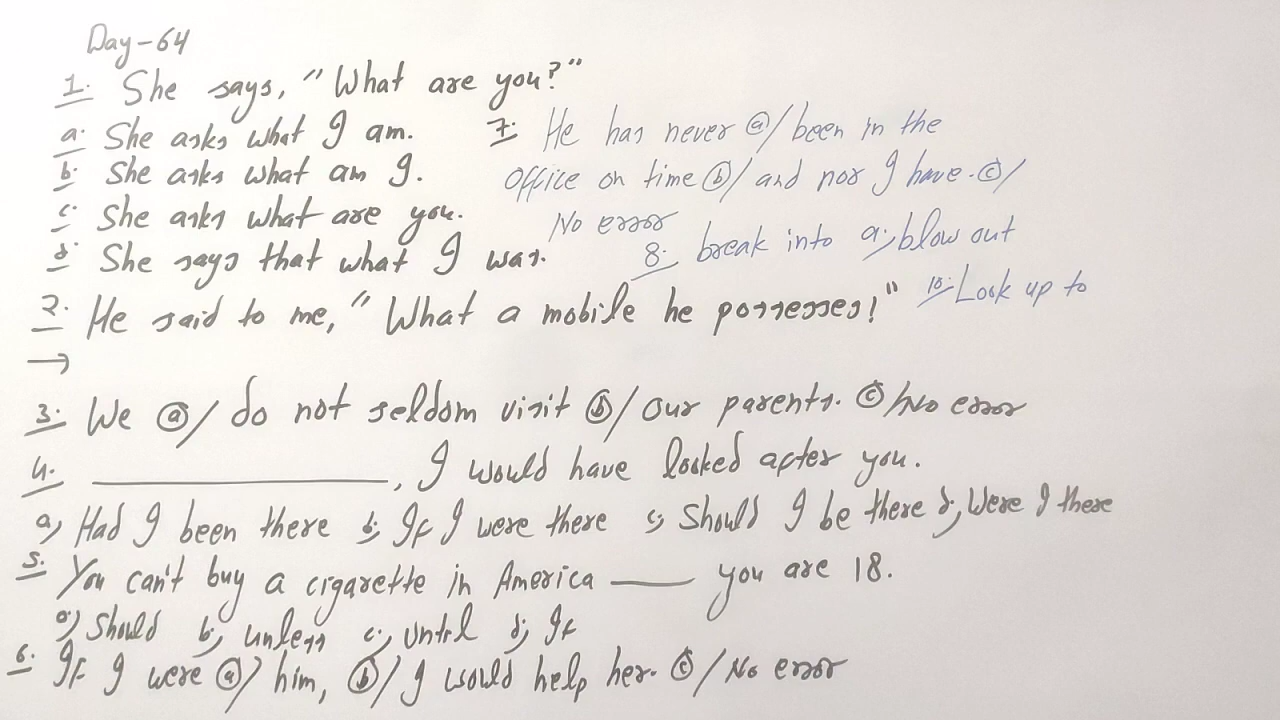 Day-64
1. She says, "What are you?"
a. She asks what I am.
b. She asks what am I.
c. She asks what are you.
d. She says that what I was.
2. He said to me, "What a mobile he possesses!"
→
3. We ⓐ/ do not seldom visit ⓑ/ our parents. ⓒ/No error
4. ____________, I would have looked after you.
a) Had I been there b) If I were there c) Should I be there d) Were I there
5. You can't buy a cigarette in America ____ you are 18.
a) Should b) unless c) Until d) If
6. If I were ⓐ/ him, ⓑ/ I would help her. ⓒ/ No error
7. He has never ⓐ/ been in the
office on time ⓑ/ and nor I have. ⓒ/
No error
8. break into 9. blow out
10. Look up to